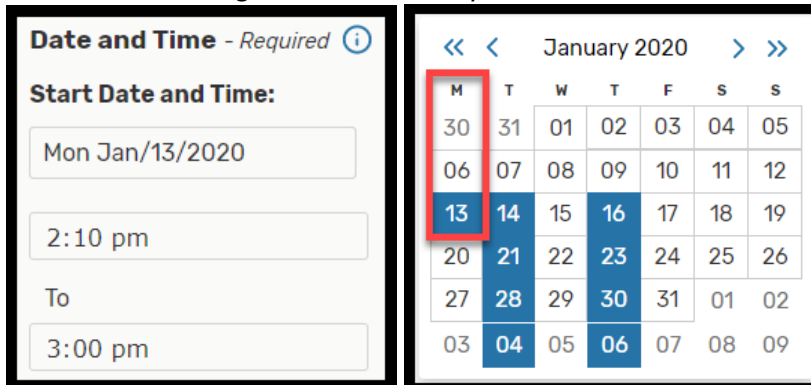 Date and Time - Required
Start Date and Time:
Mon Jan/13/2020
2:10 pm
To
3:00 pm
« < January 2020 > »
M T W T F S S
30 31 01 02 03 04 05
06 07 08 09 10 11 12
13 14 15 16 17 18 19
20 21 22 23 24 25 26
27 28 29 30 31 01 02
03 04 05 06 07 08 09